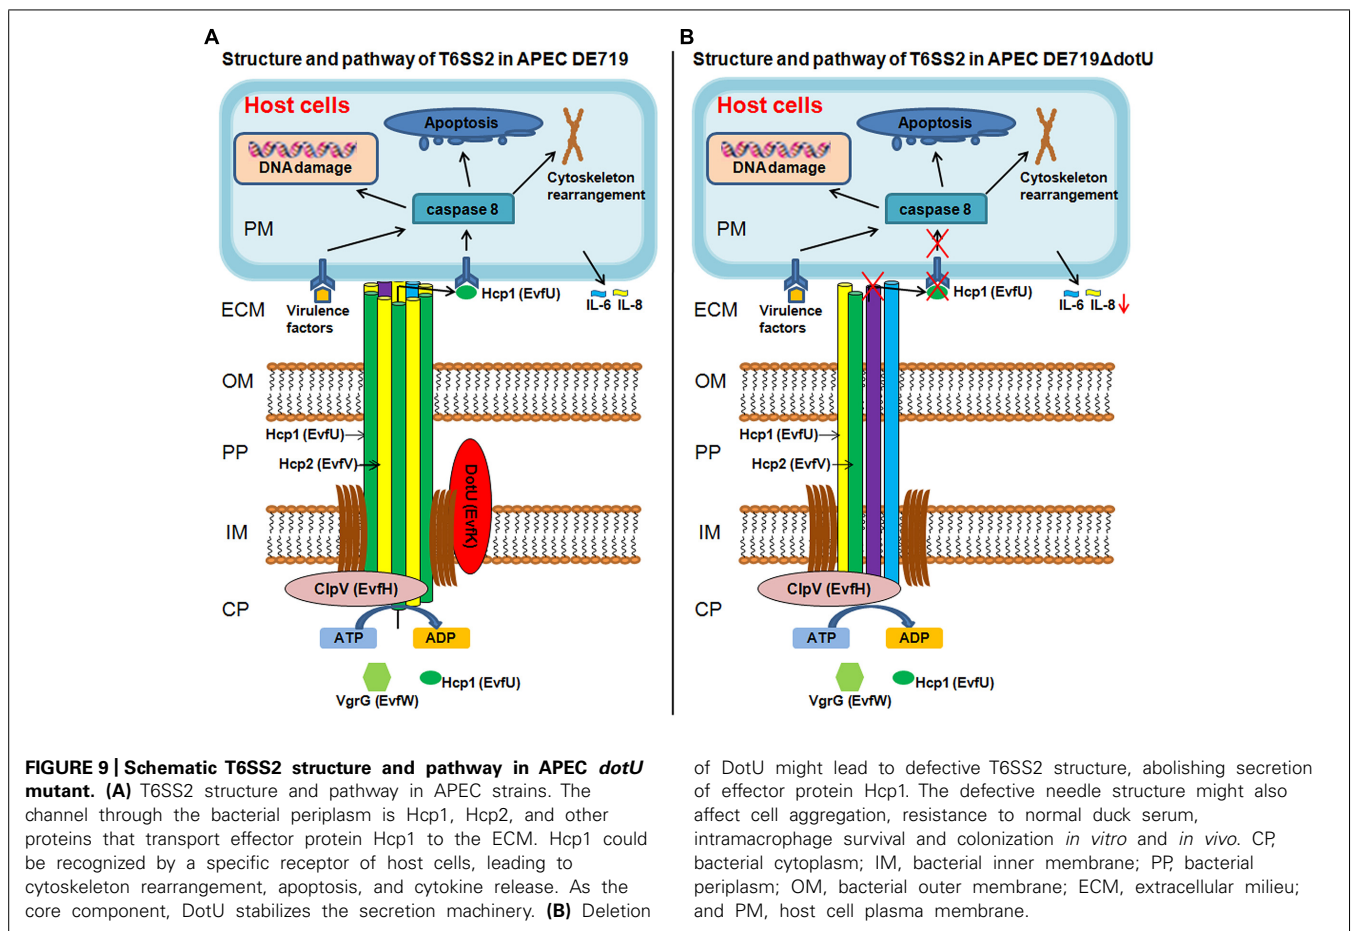 A
Structure and pathway of T6SS2 in APEC DE719
Host cells
Apoptosis
DNA damage
Cytoskeleton
rearrangement
caspase 8
PM
Hcp1 (EvfU)
ECM
Virulence
factors
IL-6 IL-8
OM
Hcp1 (EvfU)
PP
Hcp2 (EvfV)
DotU (EvfK)
IM
ClpV (EvfH)
CP
ATP
ADP
Hcp1 (EvfU)
VgrG (EvfW)
B
Structure and pathway of T6SS2 in APEC DE719ΔdotU
Host cells
Apoptosis
DNA damage
Cytoskeleton
rearrangement
caspase 8
PM
Hcp1 (EvfU)
ECM
Virulence
factors
IL-6 IL-8
OM
Hcp1 (EvfU)
PP
Hcp2 (EvfV)
IM
ClpV (EvfH)
CP
ATP
ADP
Hcp1 (EvfU)
VgrG (EvfW)
FIGURE 9 | Schematic T6SS2 structure and pathway in APEC dotU
mutant. (A) T6SS2 structure and pathway in APEC strains. The
channel through the bacterial periplasm is Hcp1, Hcp2, and other
proteins that transport effector protein Hcp1 to the ECM. Hcp1 could
be recognized by a specific receptor of host cells, leading to
cytoskeleton rearrangement, apoptosis, and cytokine release. As the
core component, DotU stabilizes the secretion machinery. (B) Deletion
of DotU might lead to defective T6SS2 structure, abolishing secretion
of effector protein Hcp1. The defective needle structure might also
affect cell aggregation, resistance to normal duck serum,
intramacrophage survival and colonization in vitro and in vivo. CP,
bacterial cytoplasm; IM, bacterial inner membrane; PP, bacterial
periplasm; OM, bacterial outer membrane; ECM, extracellular milieu;
and PM, host cell plasma membrane.